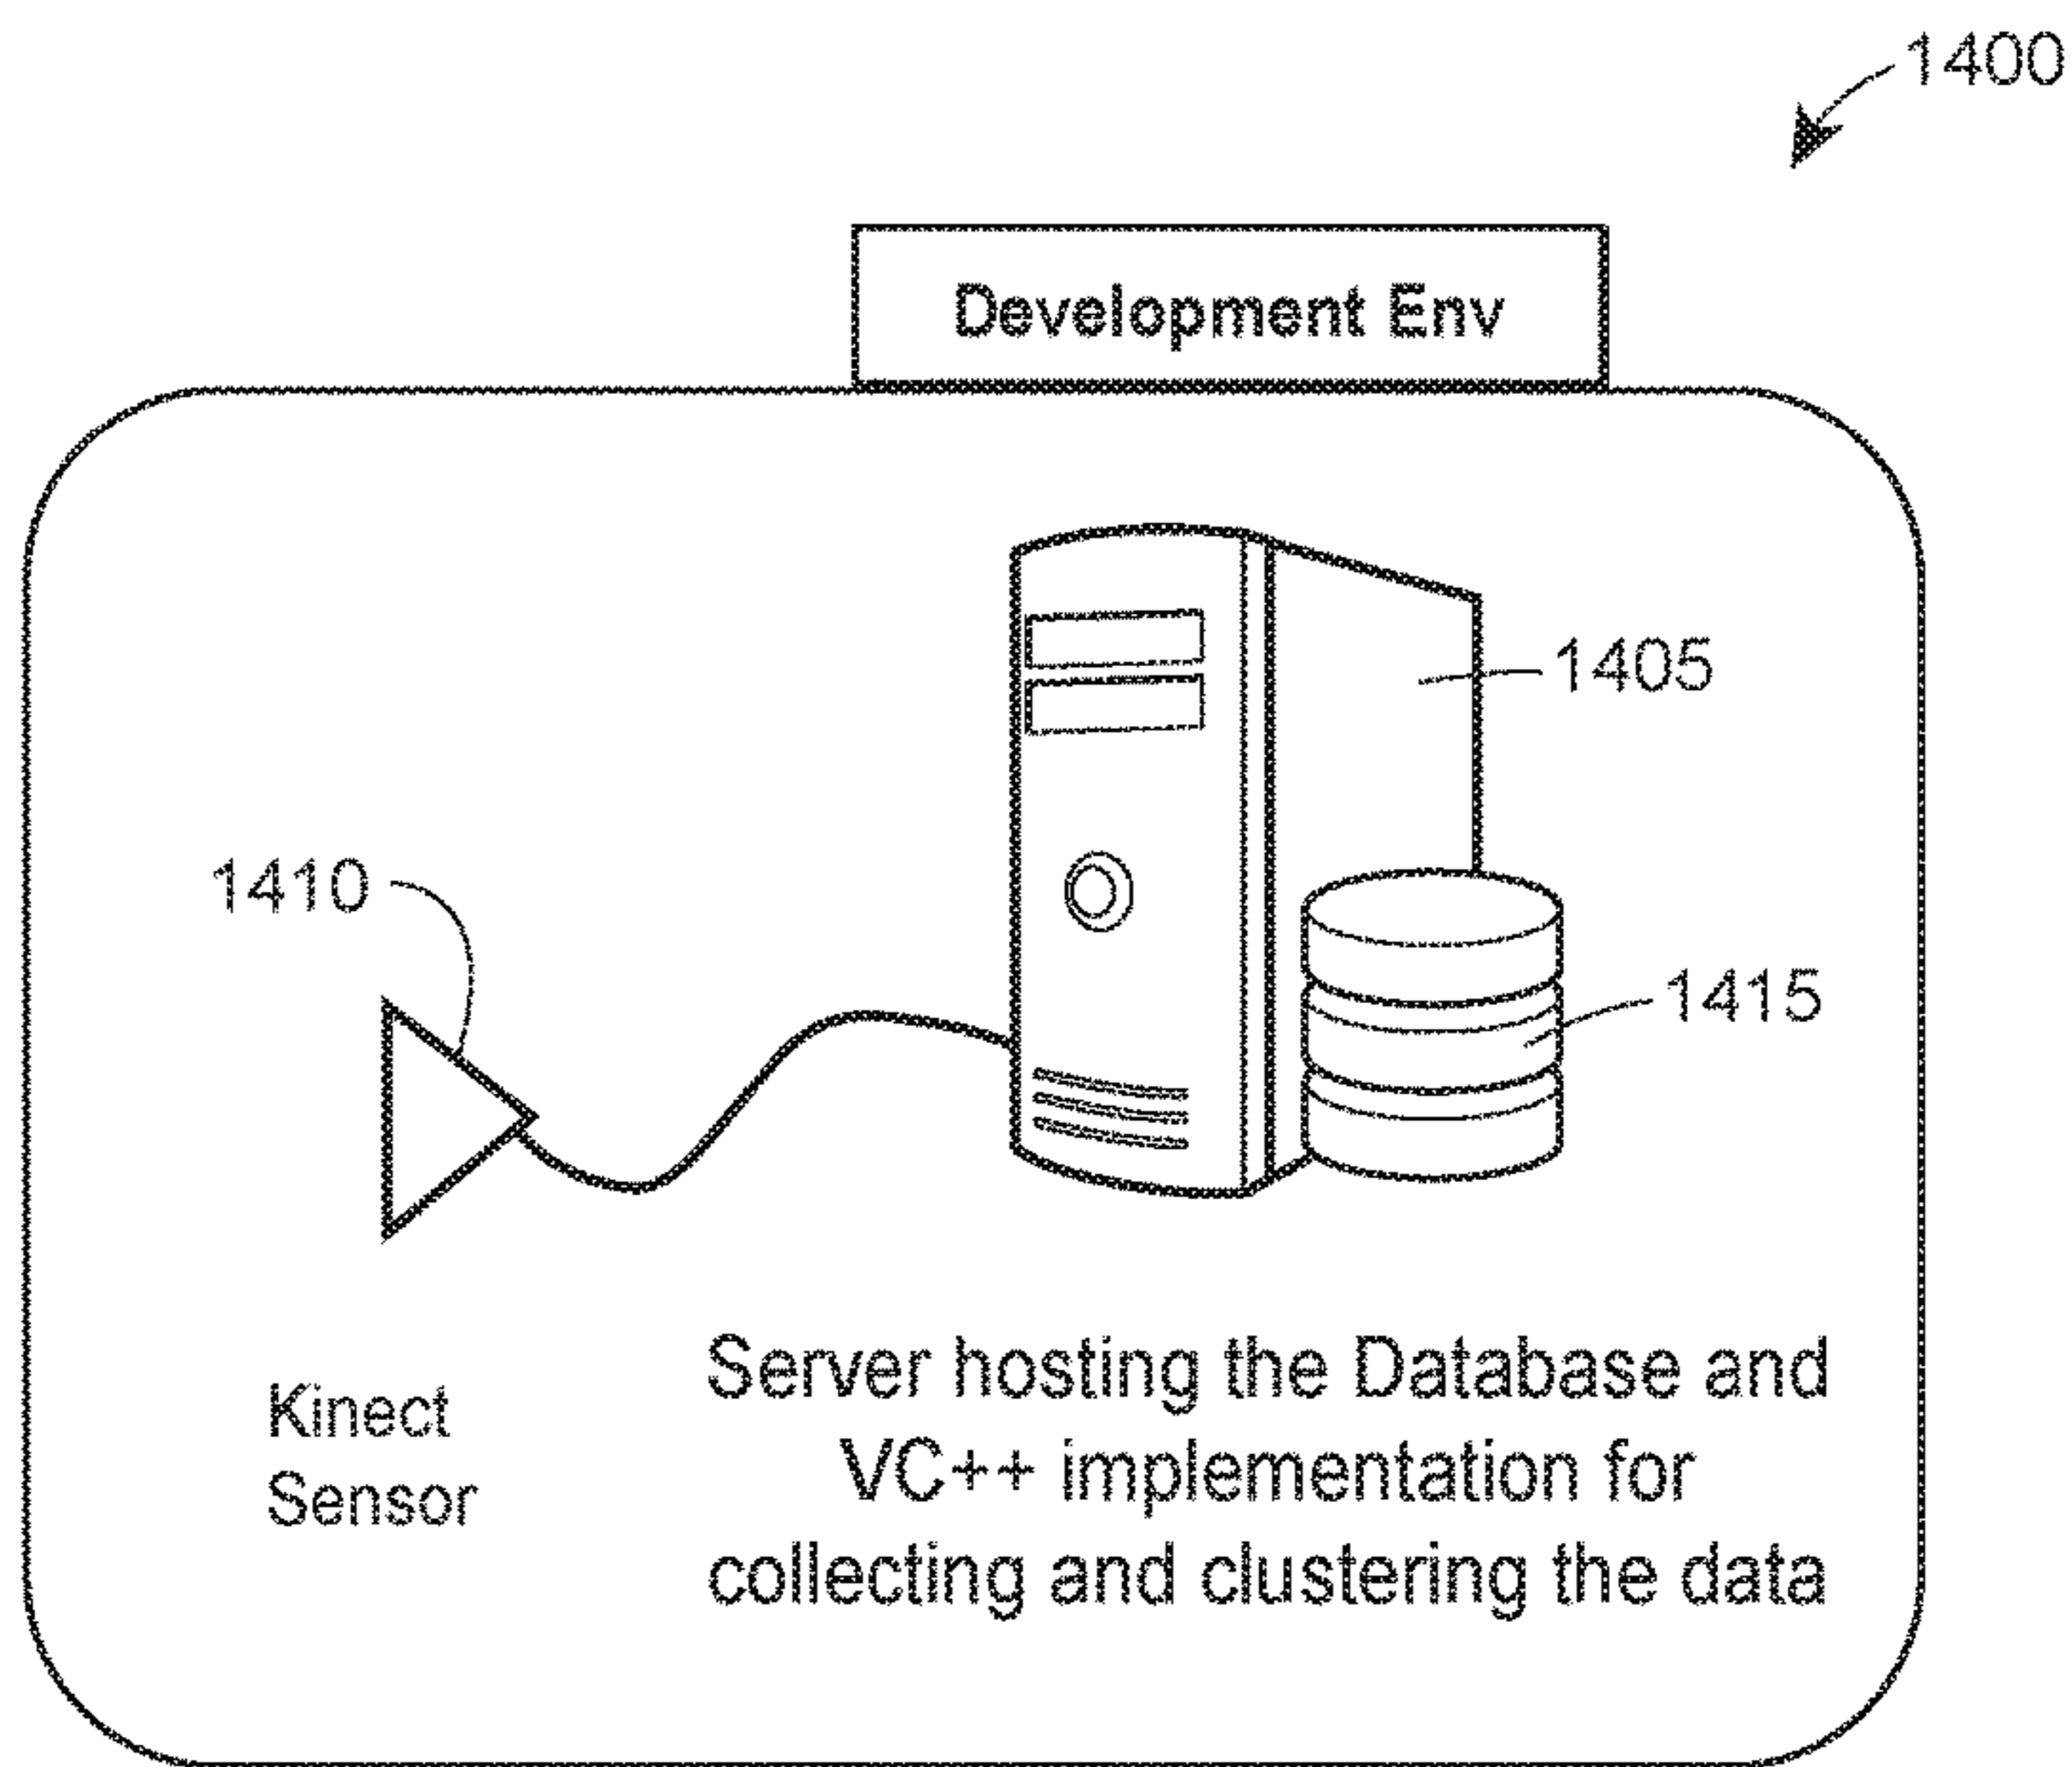 1400
Development Env
1405
1410
1415
Kinect
Sensor
Server hosting the Database and
VC++ implementation for
collecting and clustering the data